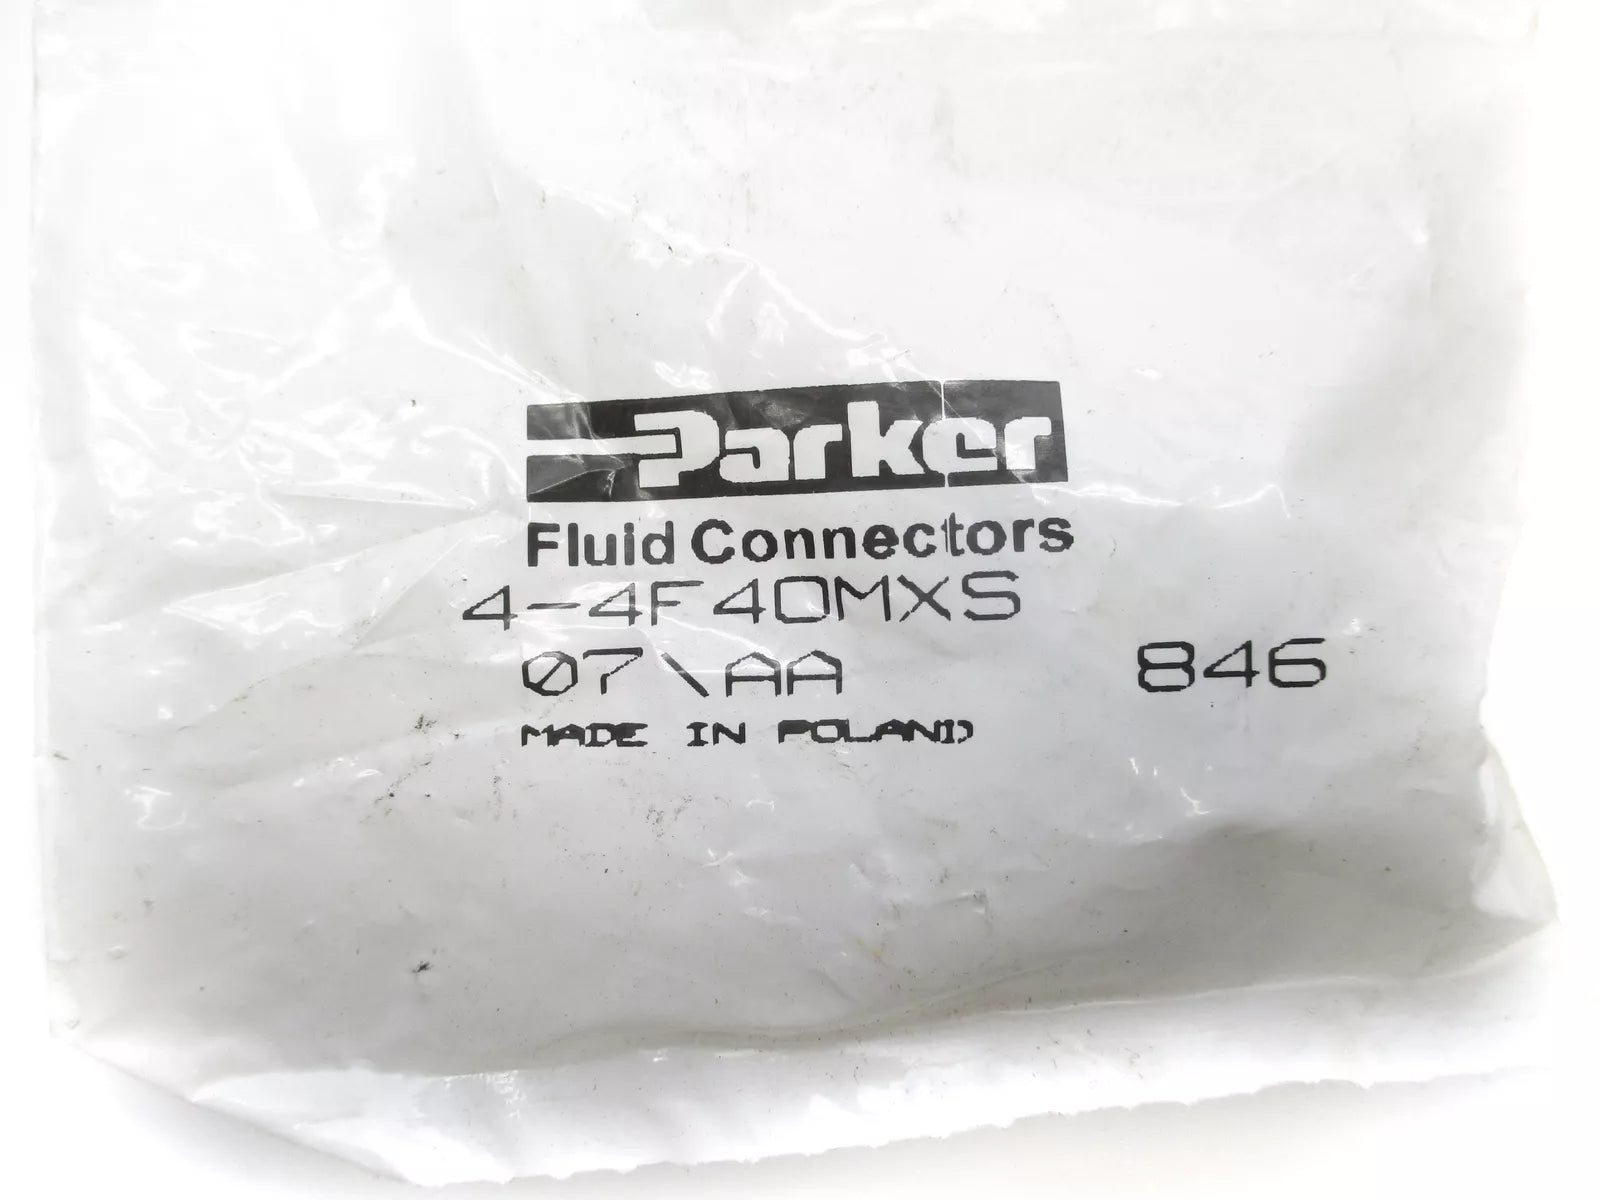 Parker
Fluid Connectors
4-4F40MXS
07\AA 846
MADE IN POLAND